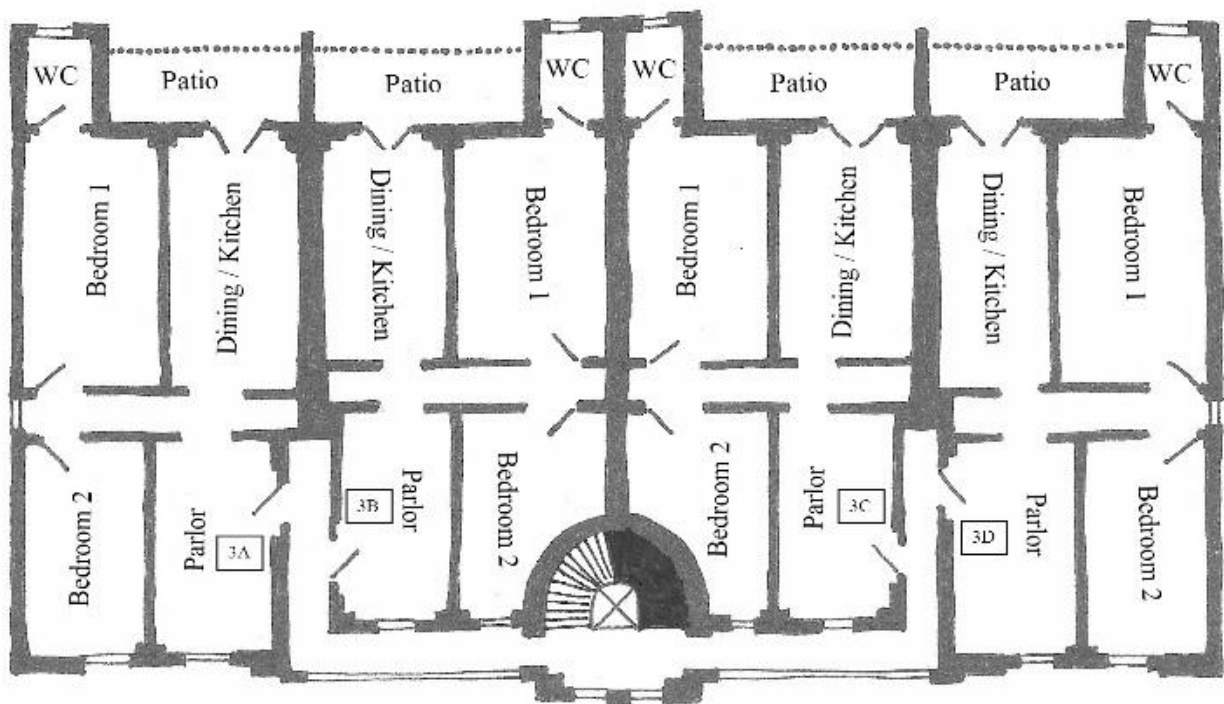 WC
Patio
Patio
WC
WC
Patio
Patio
WC
Bedroom 1
Dining / Kitchen
Dining / Kitchen
Bedroom 1
Bedroom 1
Dining / Kitchen
Dining / Kitchen
Bedroom 1
Bedroom 2
Parlor
3A
3B
Parlor
Bedroom 2
Bedroom 2
Parlor
3C
3D
Parlor
Bedroom 2